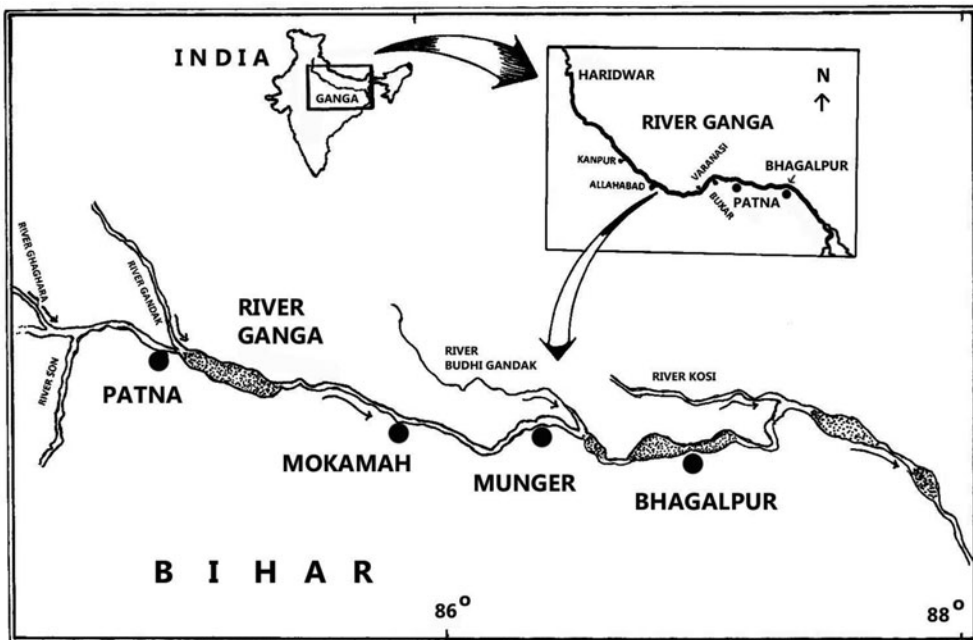 INDIA
GANGA
HARIDWAR
N
RIVER GANGA
KANPUR
ALLAHABAD
VARANASI
BUXAR
PATNA
BHAGALPUR
RIVER GHAGHARA
RIVER GANDAK
RIVER SON
RIVER
GANGA
RIVER
BUDHI GANDAK
RIVER KOSI
PATNA
MOKAMAH
MUNGER
BHAGALPUR
BIHAR
86°
88°